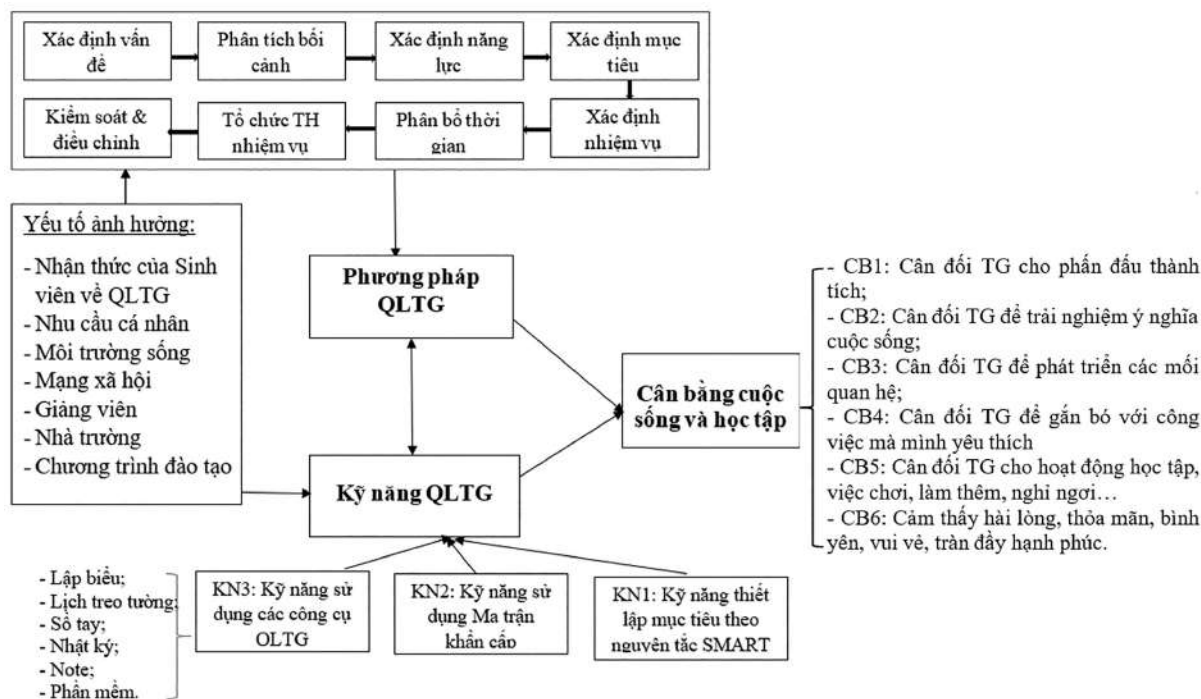 Xác định vấn
đề
Phân tích bối
cảnh
Xác định năng
lực
Xác định mục
tiêu
Kiểm soát &
điều chỉnh
Tổ chức TH
nhiệm vụ
Phân bổ thời
gian
Xác định
nhiệm vụ
Yếu tố ảnh hưởng:
- Nhận thức của Sinh
viên về QLTG
- Nhu cầu cá nhân
- Môi trường sống
- Mạng xã hội
- Giảng viên
- Nhà trường
- Chương trình đào tạo
Phương pháp
QLTG
Kỹ năng QLTG
Cân bằng cuộc
sống và học tập
- CB1: Cân đối TG cho phấn đấu thành
tích;
- CB2: Cân đối TG để trải nghiệm ý nghĩa
cuộc sống;
- CB3: Cân đối TG để phát triển các mối
quan hệ;
- CB4: Cân đối TG để gắn bó với công
việc mà mình yêu thích
- CB5: Cân đối TG cho hoạt động học tập,
việc chơi, làm thêm, nghỉ ngơi…
- CB6: Cảm thấy hài lòng, thỏa mãn, bình
yên, vui vẻ, tràn đầy hạnh phúc.
- Lập biểu;
- Lịch treo tường;
- Sổ tay;
- Nhật ký;
- Note;
- Phần mềm.
KN3: Kỹ năng sử
dụng các công cụ
QLTG
KN2: Kỹ năng sử
dụng Ma trận
khẩn cấp
KN1: Kỹ năng thiết
lập mục tiêu theo
nguyên tắc SMART